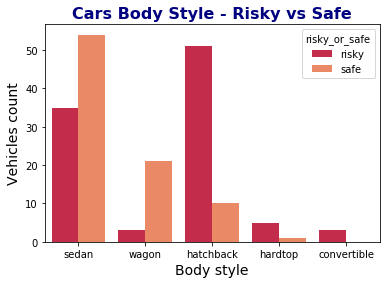 Cars Body Style - Risky vs Safe
Vehicles count
50
40
30
20
10
0
risky_or_safe
risky
safe
sedan wagon hatchback hardtop convertible
Body style